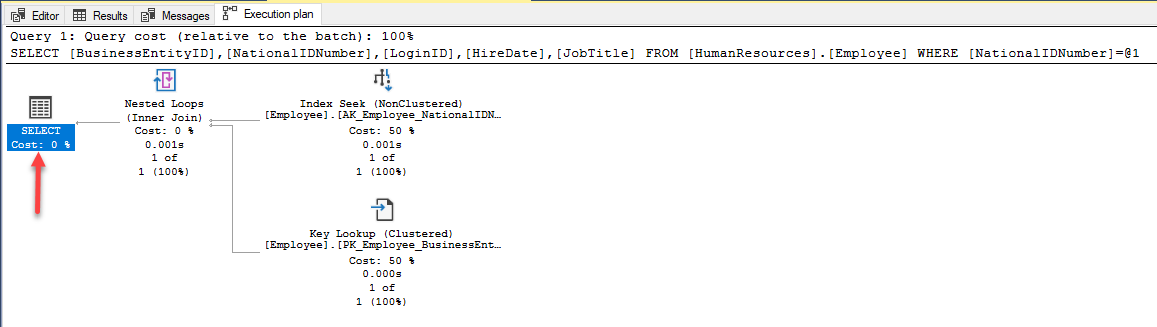 Editor Results Messages Execution plan
Query 1: Query cost (relative to the batch): 100%
SELECT [BusinessEntityID],[NationalIDNumber],[LoginID],[HireDate],[JobTitle] FROM [HumanResources].[Employee] WHERE [NationalIDNumber]=@1
SELECT
Cost: 0 %
Nested Loops
(Inner Join)
Cost: 0 %
0.001s
1 of
1 (100%)
Index Seek (NonClustered)
[Employee].[AK_Employee_NationalIDN…
Cost: 50 %
0.001s
1 of
1 (100%)
Key Lookup (Clustered)
[Employee].[PK_Employee_BusinessEnt…
Cost: 50 %
0.000s
1 of
1 (100%)